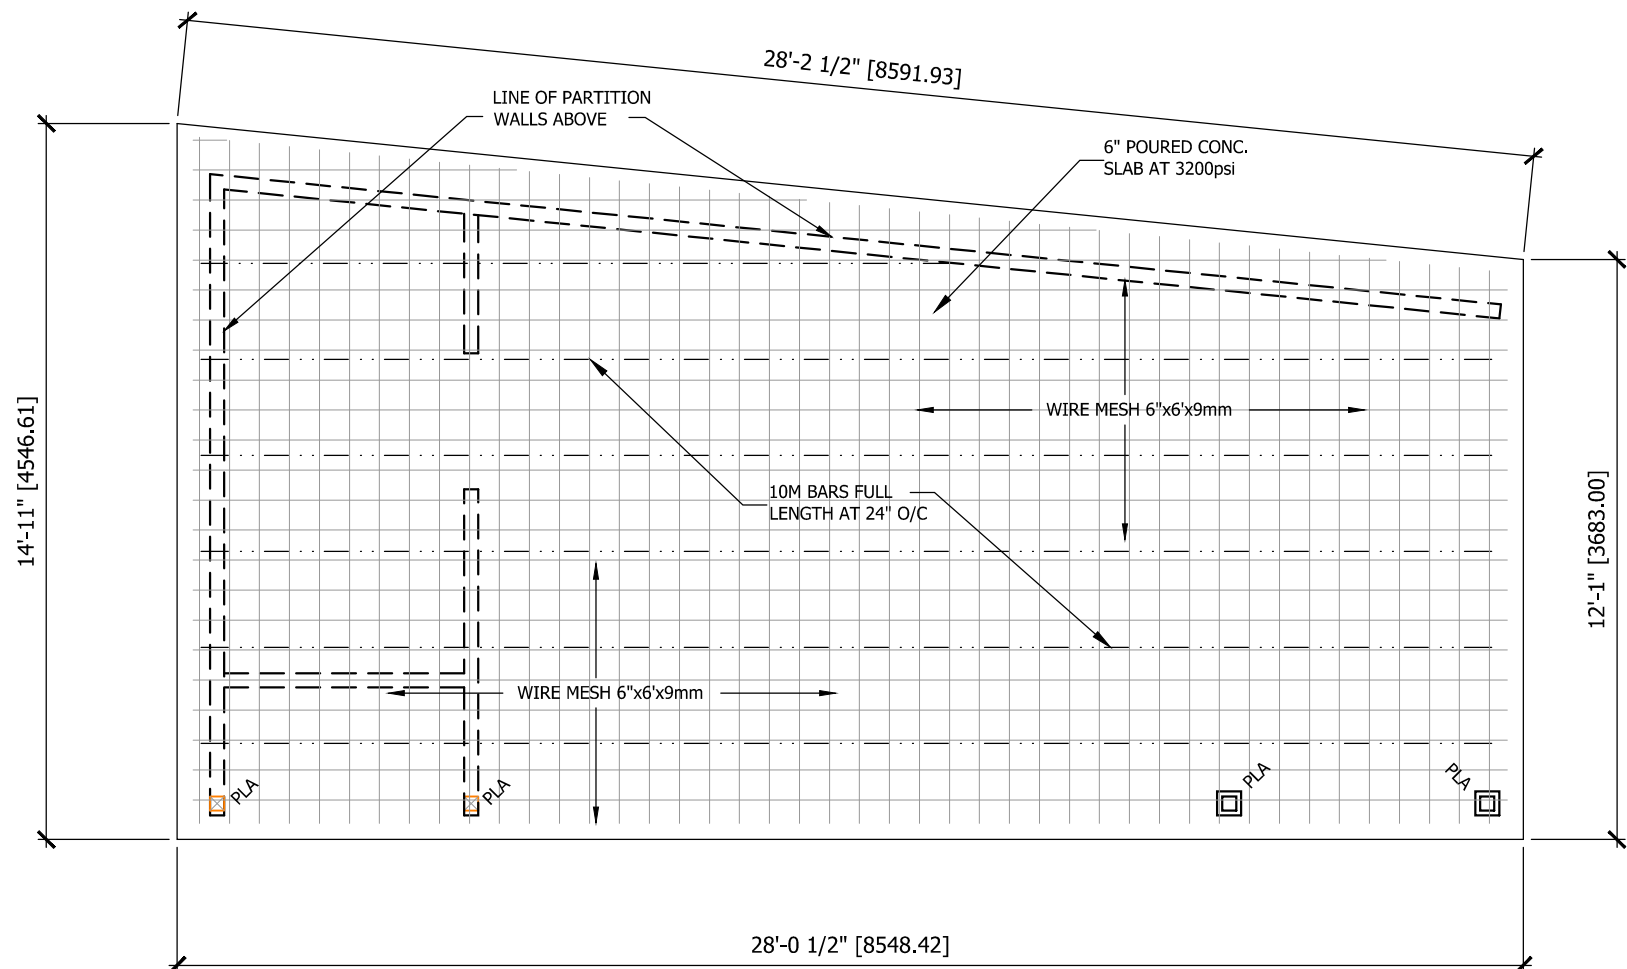 28'-2 1/2" [8591.93]
LINE OF PARTITION
WALLS ABOVE
6" POURED CONC.
SLAB AT 3200psi
14'-11" [4546.61]
WIRE MESH 6"x6'x9mm
10M BARS FULL
LENGTH AT 24" O/C
12'-1" [3683.00]
WIRE MESH 6"x6'x9mm
PLA
PLA
PLA
PLA
28'-0 1/2" [8548.42]